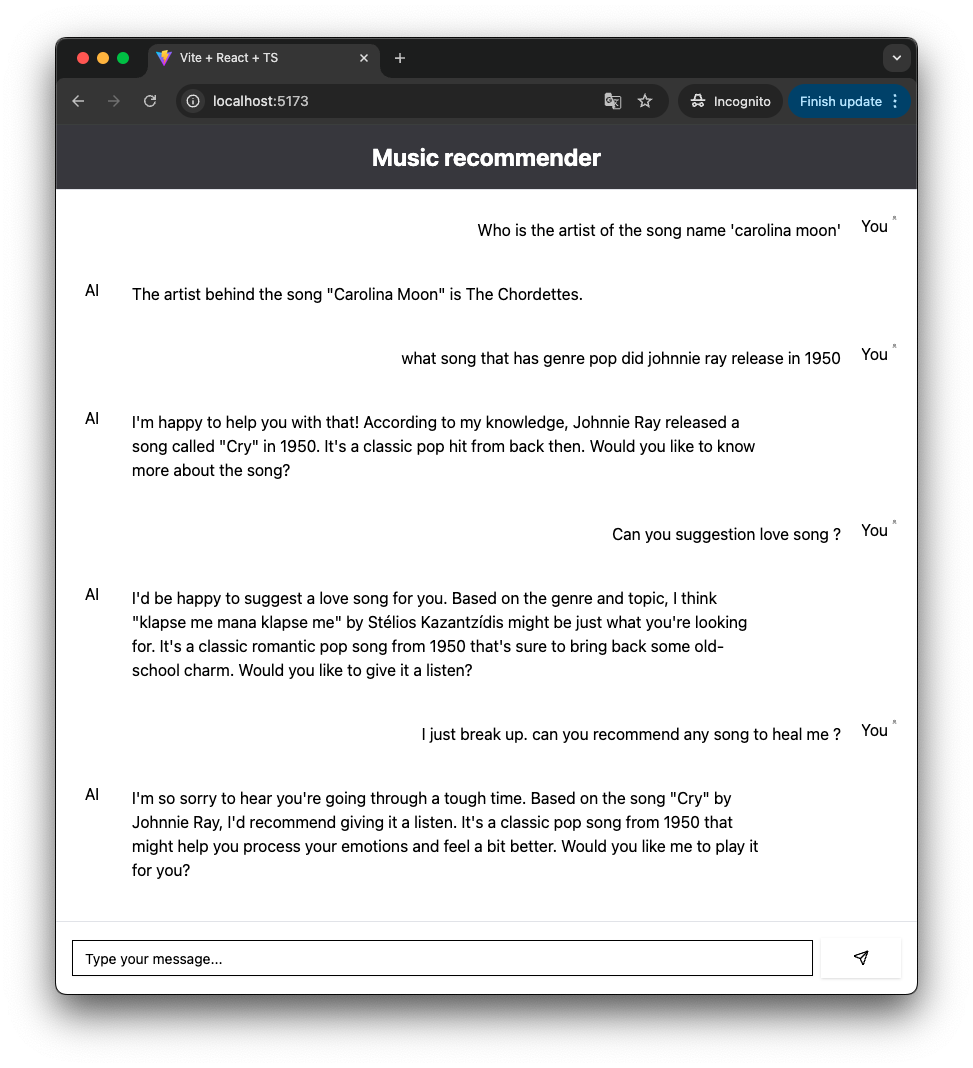 Vite + React + TS
localhost:5173
Incognito
Finish update
Music recommender
Who is the artist of the song name 'carolina moon'
You
AI
The artist behind the song "Carolina Moon" is The Chordettes.
what song that has genre pop did johnnie ray release in 1950
You
AI
I'm happy to help you with that! According to my knowledge, Johnnie Ray released a
song called "Cry" in 1950. It's a classic pop hit from back then. Would you like to know
more about the song?
Can you suggestion love song ?
You
AI
I'd be happy to suggest a love song for you. Based on the genre and topic, I think
"klapse me mana klapse me" by Stélios Kazantzídis might be just what you're looking
for. It's a classic romantic pop song from 1950 that's sure to bring back some old-
school charm. Would you like to give it a listen?
I just break up. can you recommend any song to heal me ?
You
AI
I'm so sorry to hear you're going through a tough time. Based on the song "Cry" by
Johnnie Ray, I'd recommend giving it a listen. It's a classic pop song from 1950 that
might help you process your emotions and feel a bit better. Would you like me to play it
for you?
Type your message...